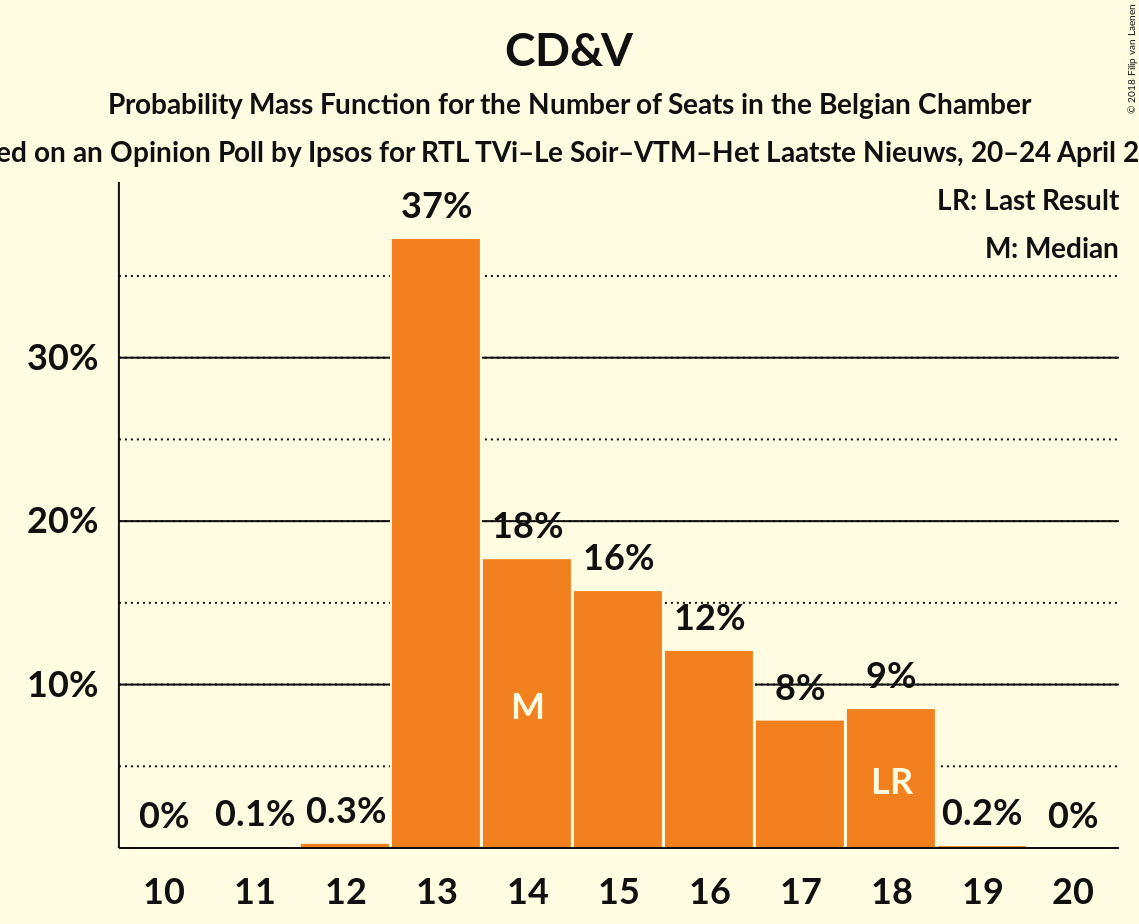 CD&V
Probability Mass Function for the Number of Seats in the Belgian Chamber
on an Opinion Poll by Ipsos for RTL TVi–Le Soir–VTM–Het Laatste Nieuws, 20–24 April
© 2018 Filip van Laenen
LR: Last Result
M: Median
37%
30%
18%
20%
16%
12%
9%
8%
10%
M
LR
0%
0.1%
0.3%
0.2%
0%
10 11 12 13 14 15 16 17 18 19 20